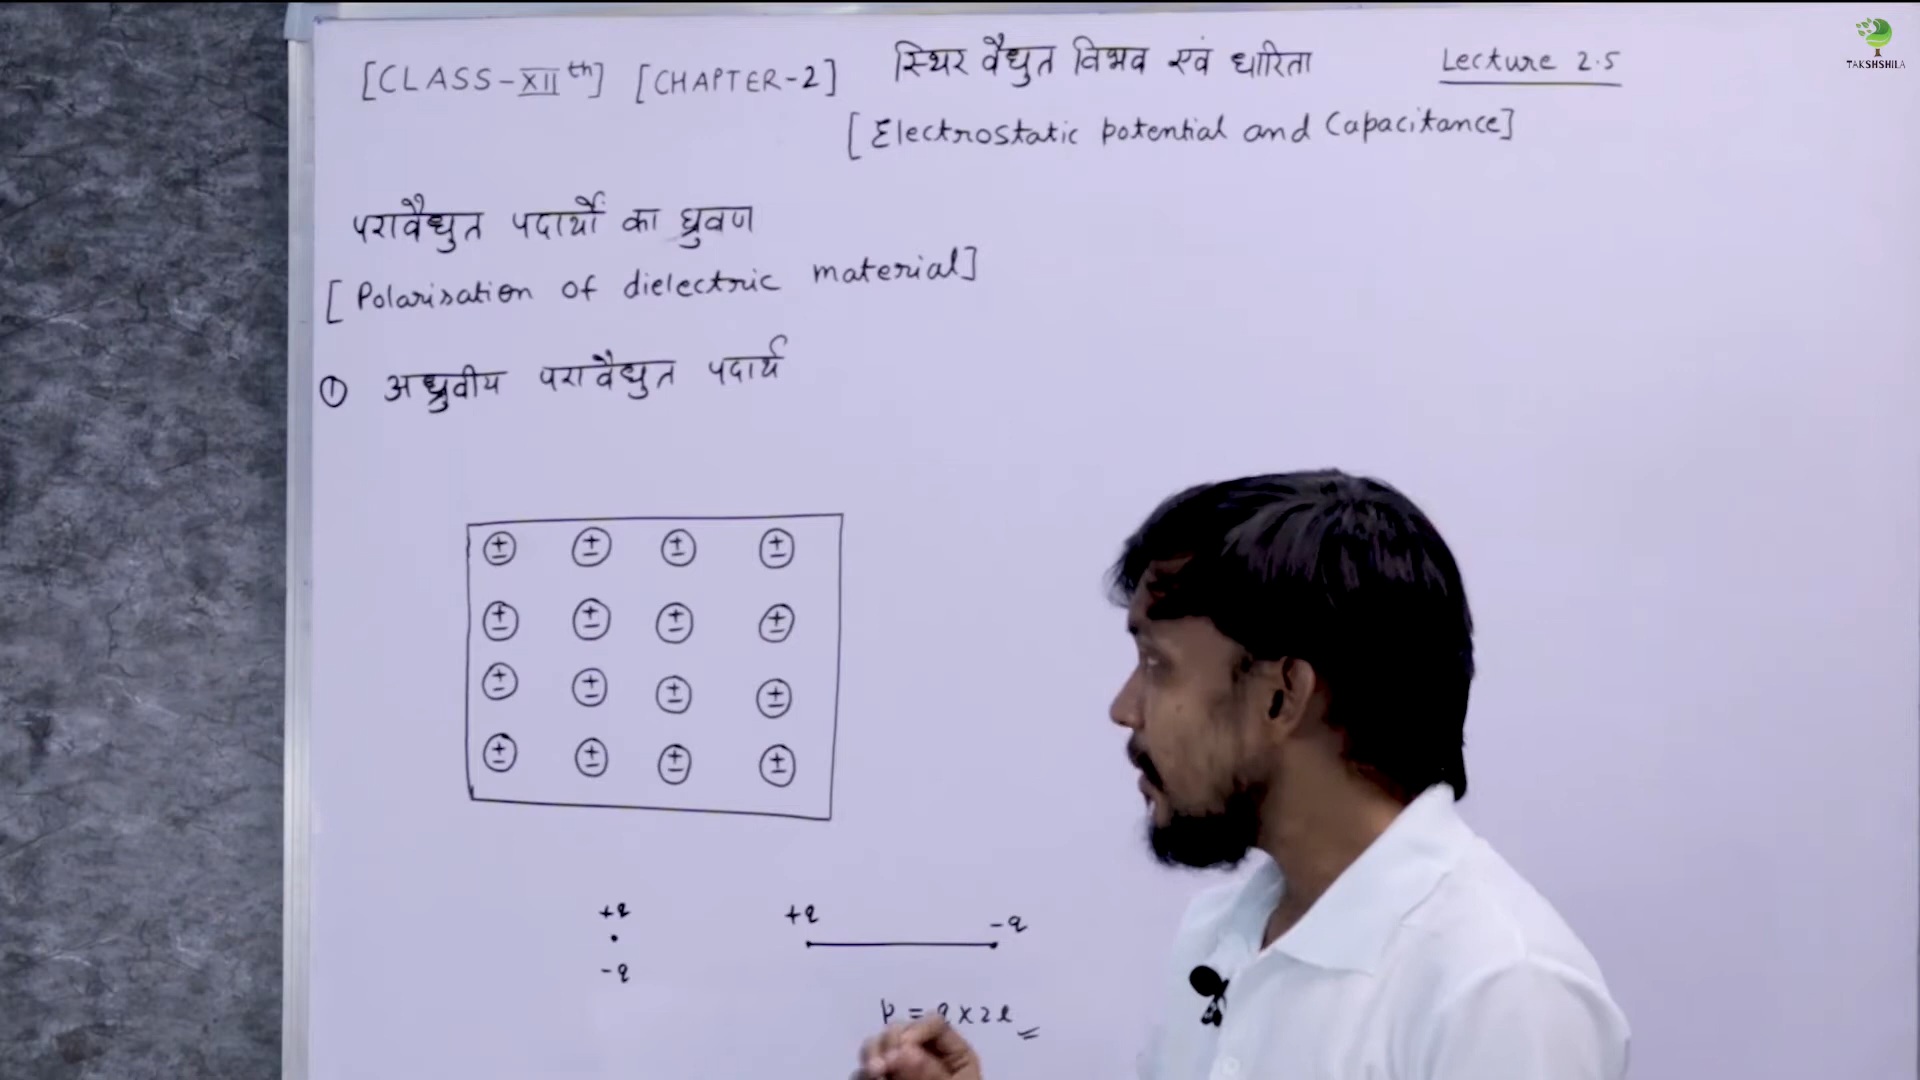 [CLASS-XII th] [CHAPTER-2] स्थिर वैद्युत विभव एवं धारिता Lecture 2.5
[Electrostatic potential and Capacitance]
TAKSHSHILA
परावैद्युत पदार्थों का ध्रुवण
[Polarisation of dielectric material]
① अध्रुवीय परावैद्युत पदार्थ
± ± ± ±
± ± ± ±
± ± ± ±
± ± ± ±
+q +q -q
-q
p = q × 2l